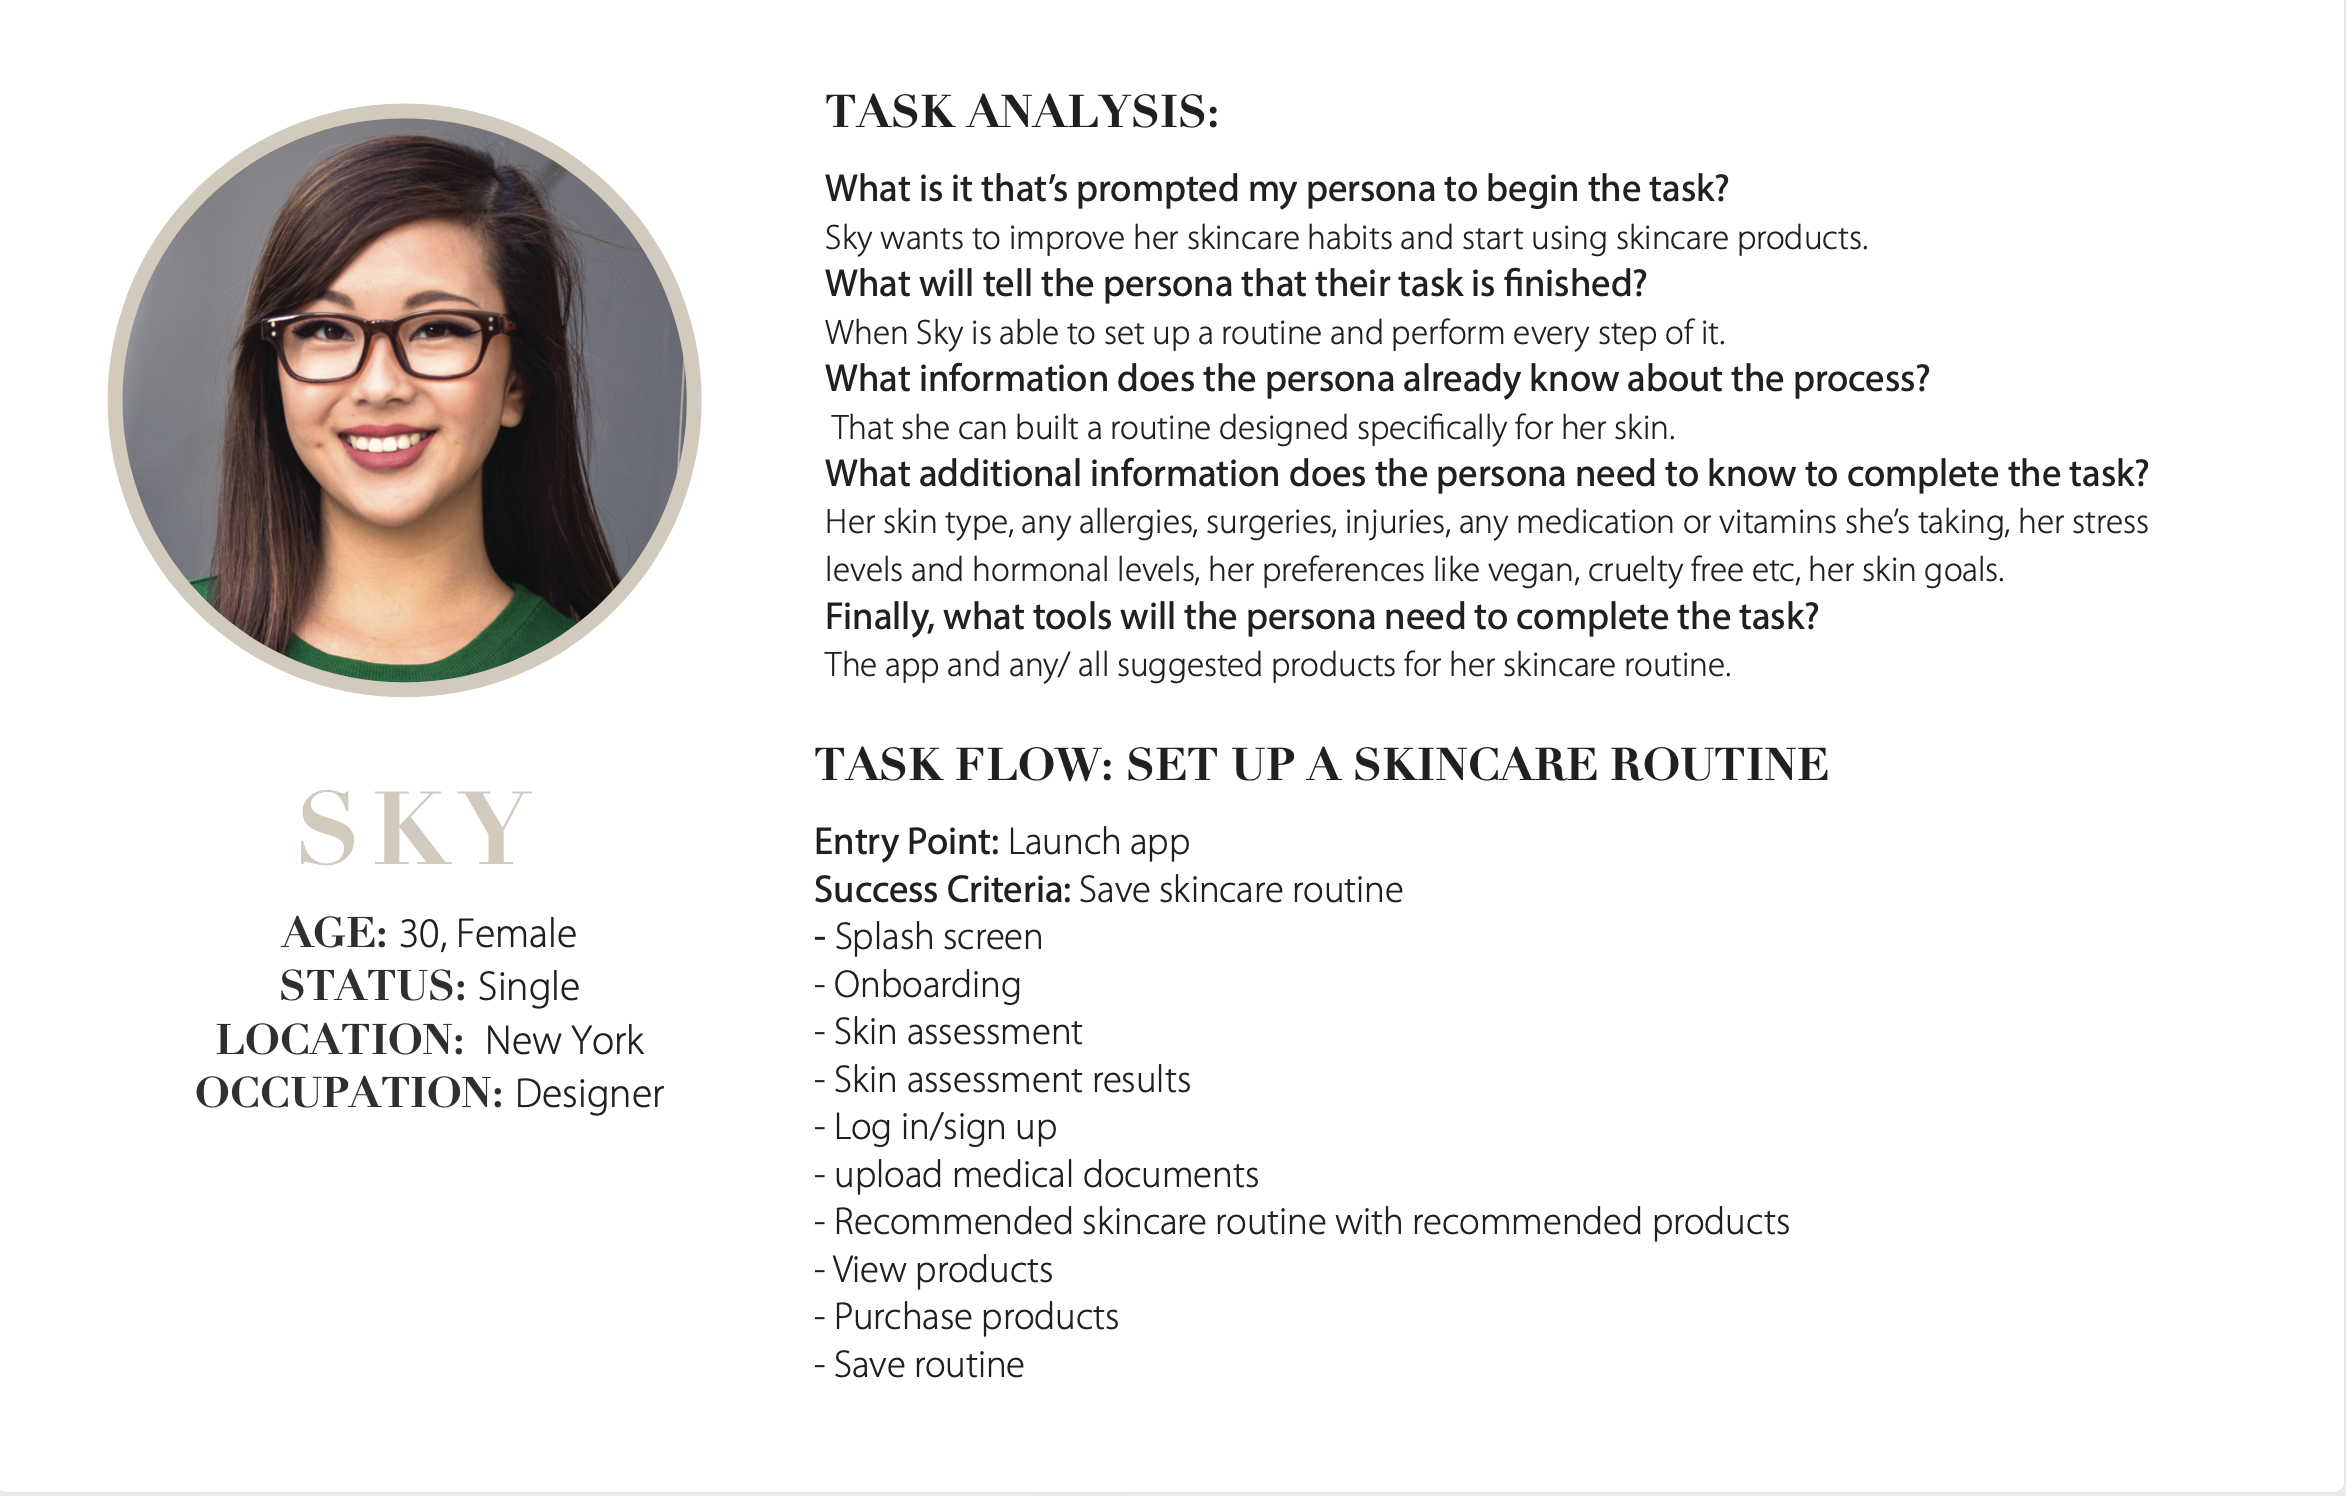 SKY
AGE: 30, Female
STATUS: Single
LOCATION: New York
OCCUPATION: Designer
TASK ANALYSIS:
What is it that’s prompted my persona to begin the task?
Sky wants to improve her skincare habits and start using skincare products.
What will tell the persona that their task is finished?
When Sky is able to set up a routine and perform every step of it.
What information does the persona already know about the process?
That she can built a routine designed specifically for her skin.
What additional information does the persona need to know to complete the task?
Her skin type, any allergies, surgeries, injuries, any medication or vitamins she’s taking, her stress
levels and hormonal levels, her preferences like vegan, cruelty free etc, her skin goals.
Finally, what tools will the persona need to complete the task?
The app and any/ all suggested products for her skincare routine.
TASK FLOW: SET UP A SKINCARE ROUTINE
Entry Point: Launch app
Success Criteria: Save skincare routine
- Splash screen
- Onboarding
- Skin assessment
- Skin assessment results
- Log in/sign up
- upload medical documents
- Recommended skincare routine with recommended products
- View products
- Purchase products
- Save routine